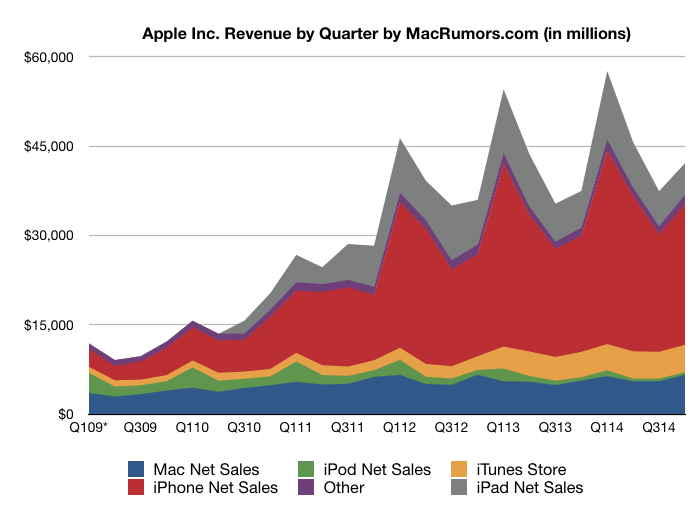 Apple Inc. Revenue by Quarter by MacRumors.com (in millions)
$60,000
$45,000
$30,000
$15,000
$0
Q109* Q309 Q110 Q310 Q111 Q311 Q112 Q312 Q113 Q313 Q114 Q314
Mac Net Sales iPod Net Sales iTunes Store
iPhone Net Sales Other iPad Net Sales